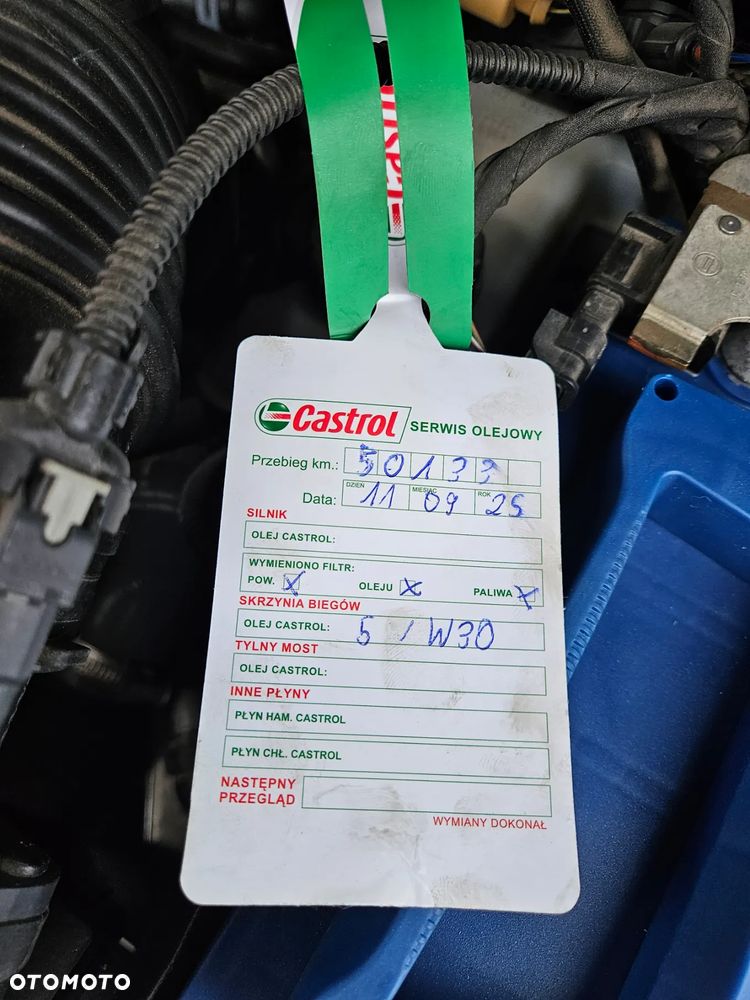 Castrol SERWIS OLEJOWY
Przebieg km.: 50133
DZIEŃ MIESIĄC ROK
Data: 11 09 25
SILNIK
OLEJ CASTROL:
WYMIENIONO FILTR:
POW. x OLEJU x PALIWA x
SKRZYNIA BIEGÓW
OLEJ CASTROL: 5 / W30
TYLNY MOST
OLEJ CASTROL:
INNE PŁYNY
PŁYN HAM. CASTROL
PŁYN CHŁ. CASTROL
NASTĘPNY
PRZEGLĄD
WYMIANY DOKONAŁ
OTOMOTO